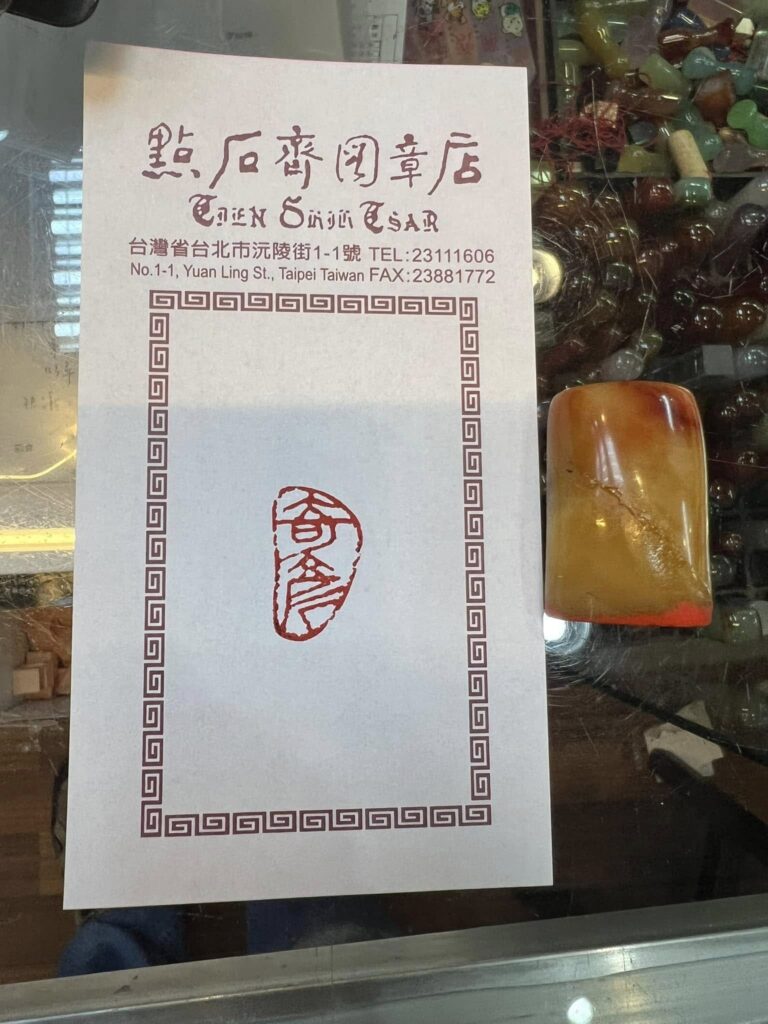 點石齋圖章店
TIEN SHIH TSAR
台灣省台北市沅陵街1-1號 TEL:23111606
No.1-1, Yuan Ling St., Taipei Taiwan FAX:23881772